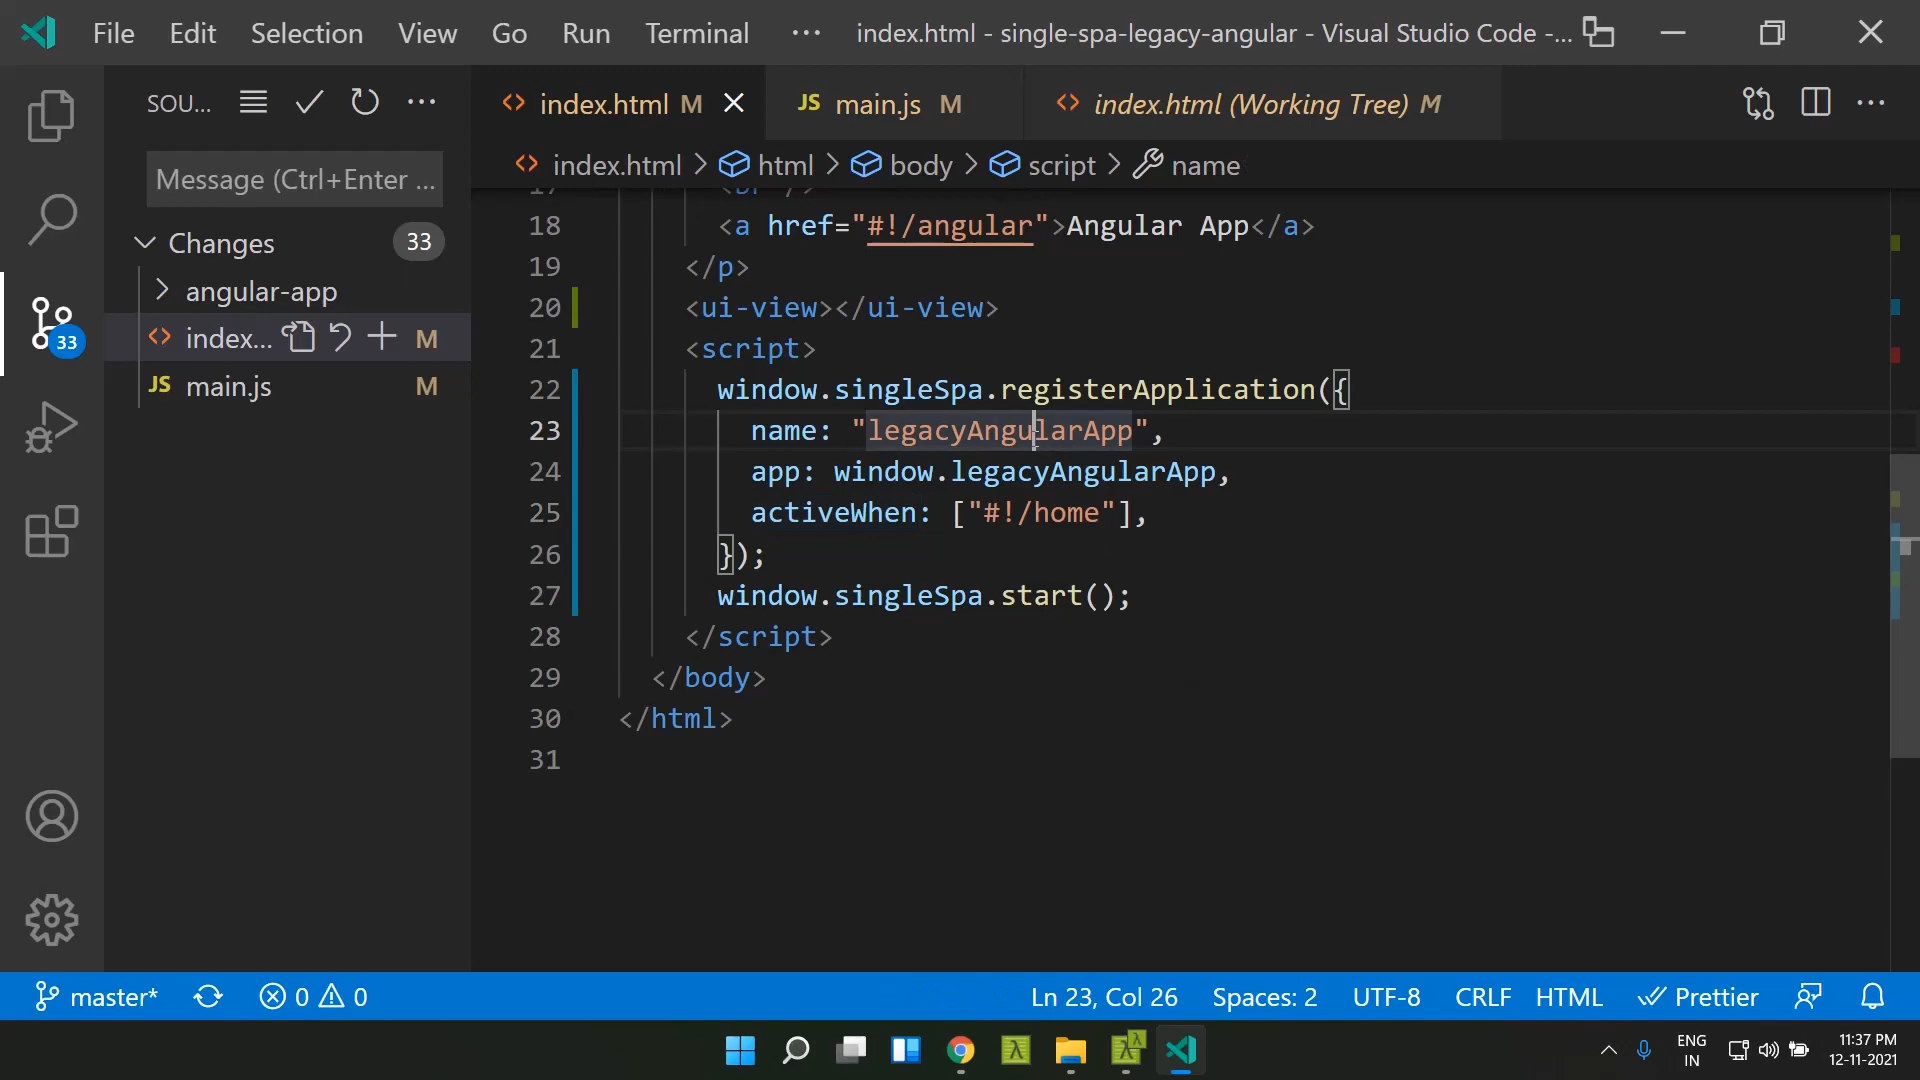 File Edit Selection View Go Run Terminal ··· index.html - single-spa-legacy-angular - Visual Studio Code -...
SOU... ···
index.html M
JS main.js M
index.html (Working Tree) M
index.html > html > body > script > name
Message (Ctrl+Enter ...
Changes 33
angular-app
index... M
JS main.js M
33
17 <br />
18 <a href="#!/angular">Angular App</a>
19 </p>
20 <ui-view></ui-view>
21 <script>
22 window.singleSpa.registerApplication({
23 name: "legacyAngularApp",
24 app: window.legacyAngularApp,
25 activeWhen: ["#!/home"],
26 });
27 window.singleSpa.start();
28 </script>
29 </body>
30 </html>
31
master* 0 0 Ln 23, Col 26 Spaces: 2 UTF-8 CRLF HTML Prettier
ENG
IN
11:37 PM
12-11-2021